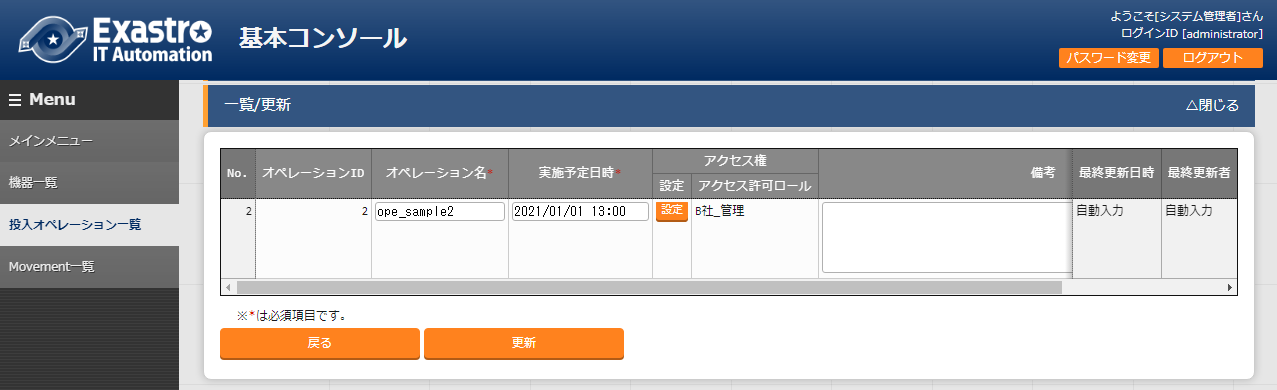 Exastro
IT Automation
基本コンソール
ようこそ[システム管理者]さん
ログインID [administrator]
パスワード変更 ログアウト
Menu
メインメニュー
機器一覧
投入オペレーション一覧
Movement一覧
一覧/更新 △閉じる
No. オペレーションID オペレーション名* 実施予定日時* アクセス権 備考 最終更新日時 最終更新者
設定 アクセス許可ロール
2 2 ope_sample2 2021/01/01 13:00 設定 B社_管理 自動入力 自動入力
※*は必須項目です。
戻る 更新